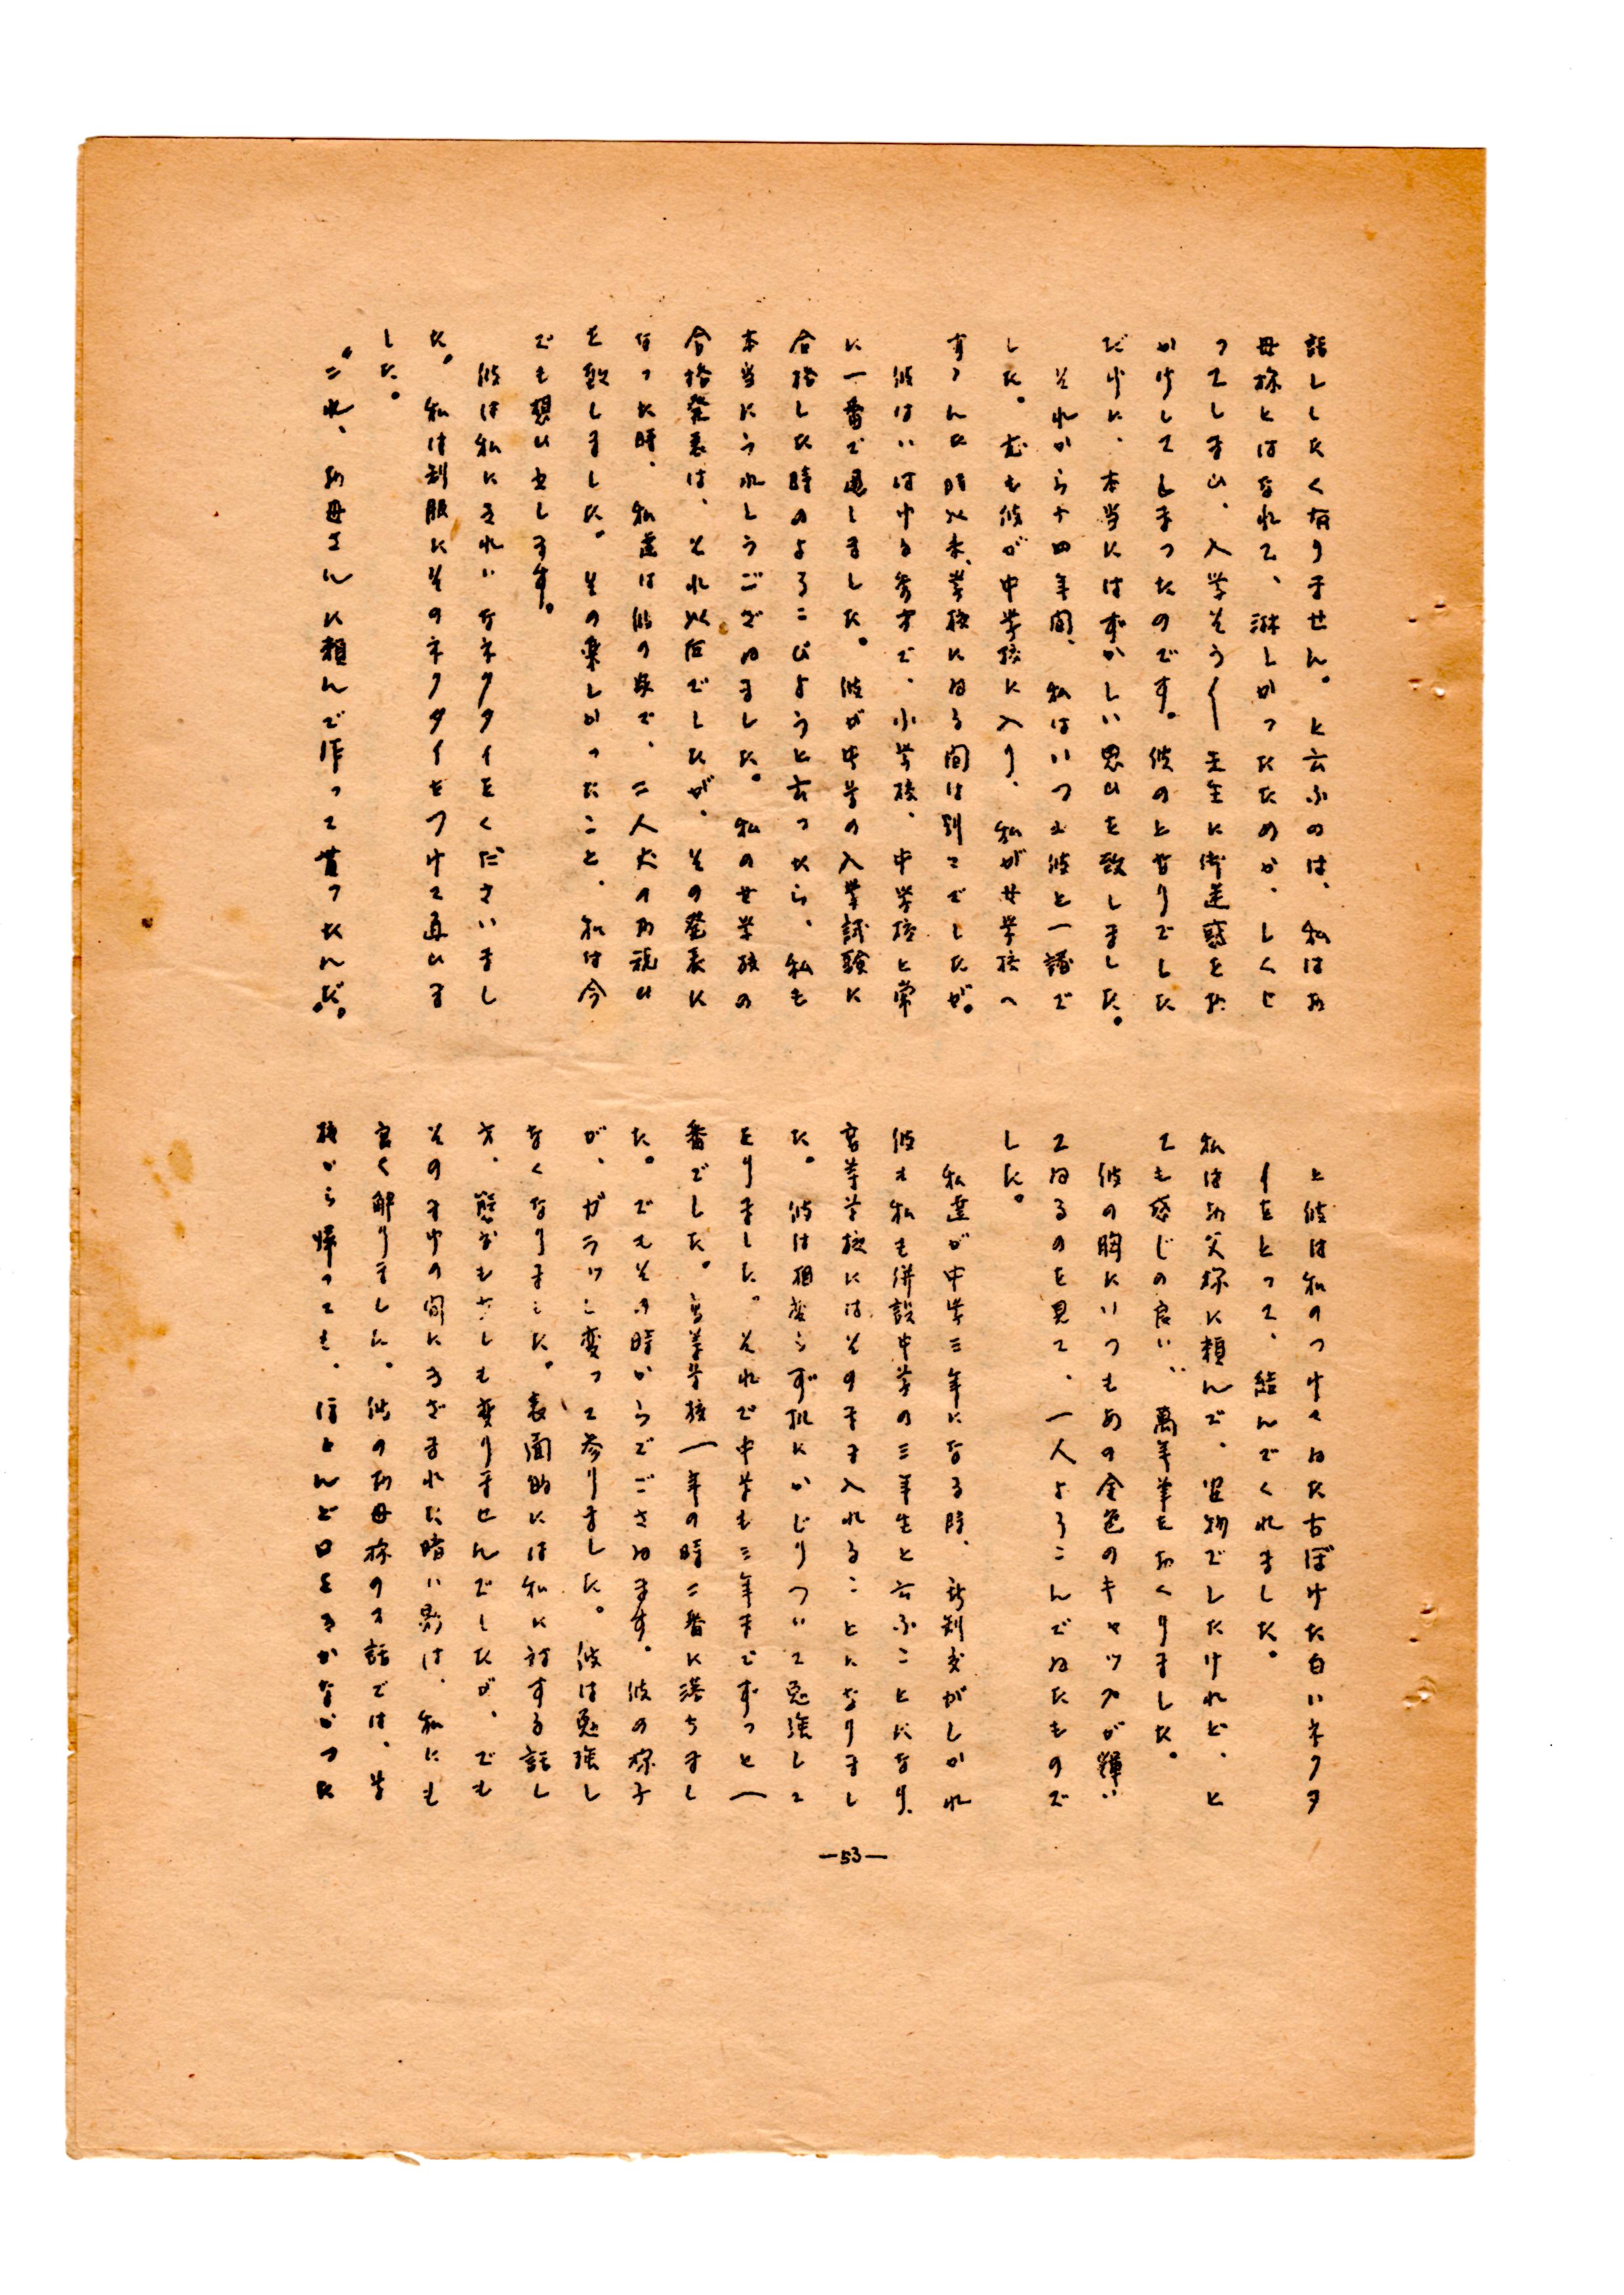 話ししたく有りません。と云ふのは、私はお
母様とはなれて、淋しかったためか、しくじ
ってしまひ、入学そう〱先生に御迷惑をお
かけしてしまったのです。彼のとなりでした
だけに、本当にはずかしい思ひを致しました。
それから十四年間、私はいつも彼と一諸で
した。尤も彼が中学校に入り、私が女学校へ
すゝんだ時以来、学校にゐる間は別でしたが。
彼はいはゆる秀才で、小学校、中学校と常
に一番で通しました。彼が中学の入学試験に
合格した時のよろこびようと云ったら、私も
本当にうれしうございました。私の女学校の
合格発表は、それ以后でしたが、その発表に
なった時、私達は彼の家で、二人丈のお祝ひ
を致しました。その楽しかったこと、私は今
でも想ひ出します。
彼は私にきれいなネクタイをくださいまし
た。私は制服にそのネクタイをつけて通ひま
した。
〝これ、お母さんに頼んで作って貰ったんだ。〟
と彼は私のつけてゐた古ぼけた白いネクタ
イをとって、結んでくれました。
私はお父様に頼んで、安物でしたけれど、と
ても感じの良い、萬年筆をおくりました。
彼の胸にいつもあの金色のキャップが輝い
てゐるのを見て、一人よろこんでゐたもので
した。
私達が中学三年になる時、新制度がしかれ
彼も私も併設中学の三年生と云ふことになり、
高等学校にはそのまま入れることになりまし
た。彼は相変らず机にかじりついて勉強して
をりました。それで中学も三年までずっと一
番でした。高等学校一年の時二番に落ちまし
た。でもその時からでございます。彼の様子
が、ガラッと変って参りました。彼は勉強し
なくなりました。表面的には私に対する話し
方、態度も少しも変りませんでしたが、でも
そのまゆの間にきざまれた暗い影は、私にも
良く解りました。彼のお母様のお話では、学
校から帰っても、ほとんど口をきかなかった
—53—